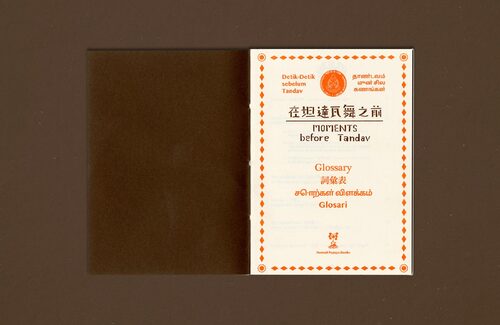 Detik-Detik
sebelum
Tandav
தாண்டவம்
முன் சில
கணங்கள்
在坦達瓦舞之前
MOMENTS
before Tandav
Glossary
詞彙表
சொற்கள் விளக்கம்
Glosari